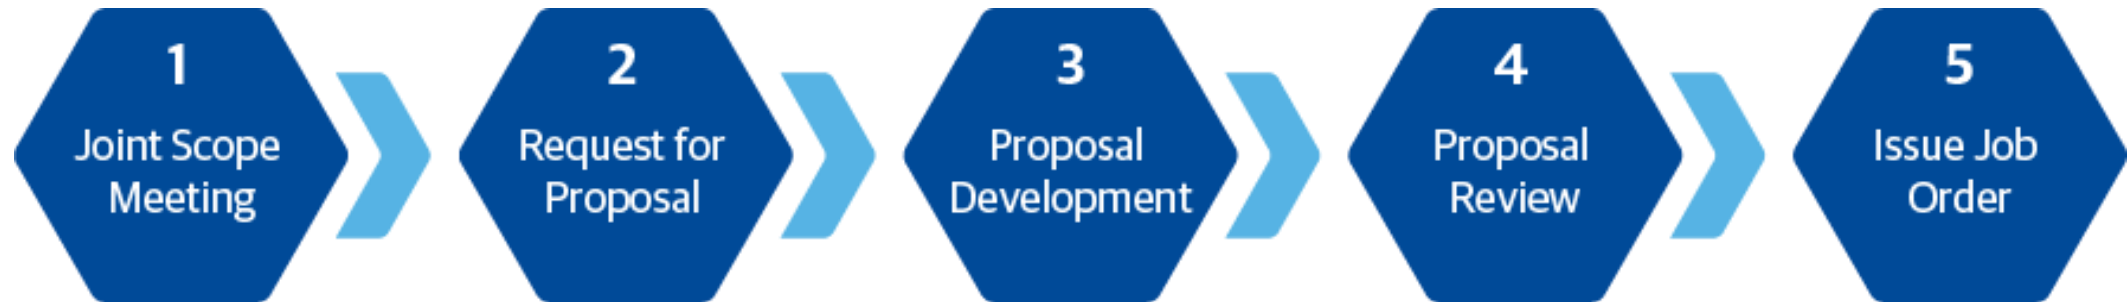 1
Joint Scope
Meeting
2
Request for
Proposal
3
Proposal
Development
4
Proposal
Review
5
Issue Job
Order